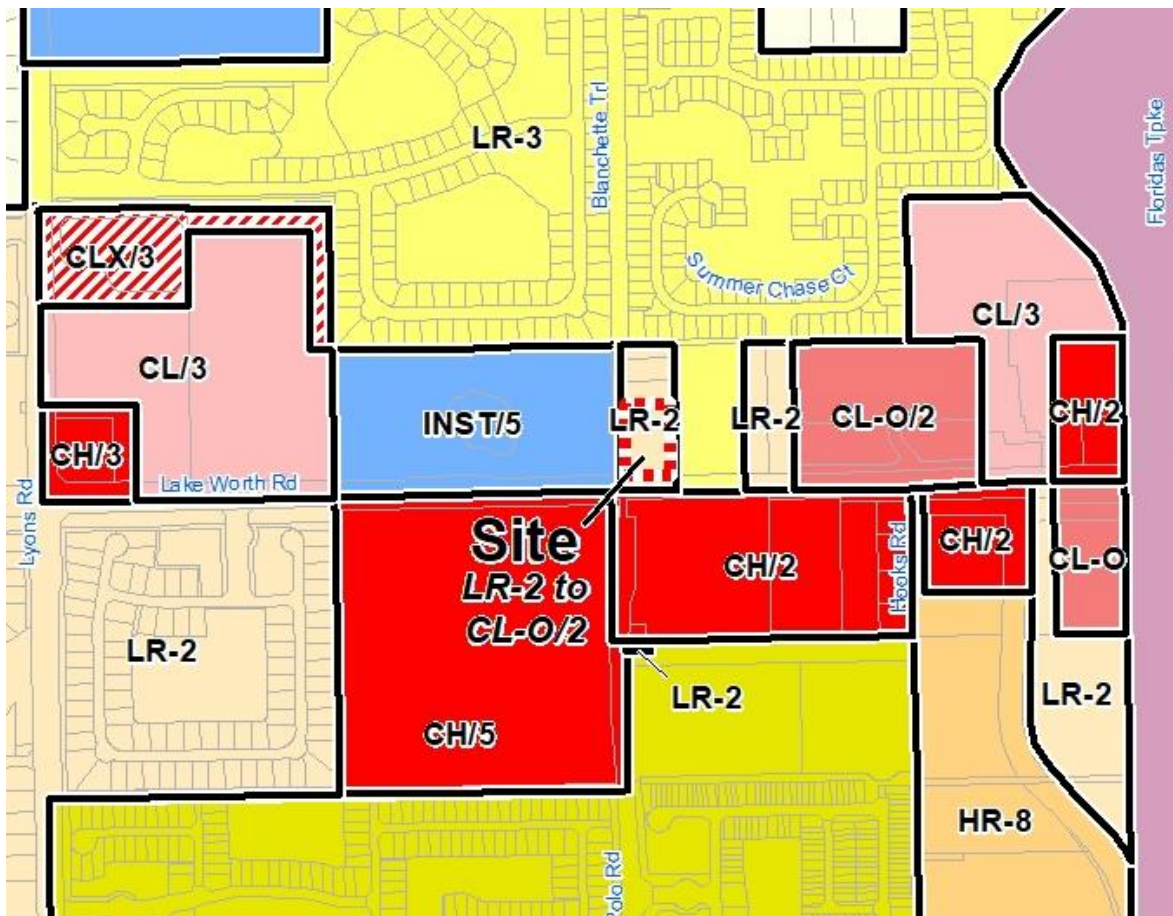 Blanchette Trl
Floridas Tpke
LR-3
Summer Chase Ct
CLX/3
CL/3
CL/3
INST/5
LR-2
LR-2
CL-O/2
CH/2
CH/3
Lake Worth Rd
Lyons Rd
Site
LR-2 to
CL-O/2
CH/2
Hooks Rd
CH/2
CL-O
LR-2
LR-2
LR-2
CH/5
HR-8
Polo Rd